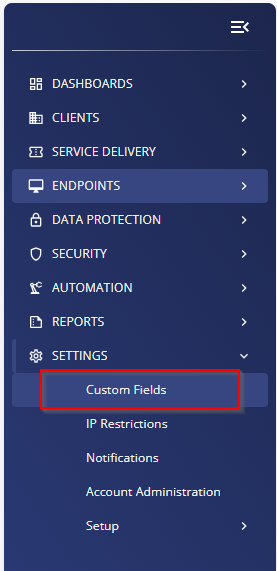 DASHBOARDS
CLIENTS
SERVICE DELIVERY
ENDPOINTS
DATA PROTECTION
SECURITY
AUTOMATION
REPORTS
SETTINGS
Custom Fields
IP Restrictions
Notifications
Account Administration
Setup